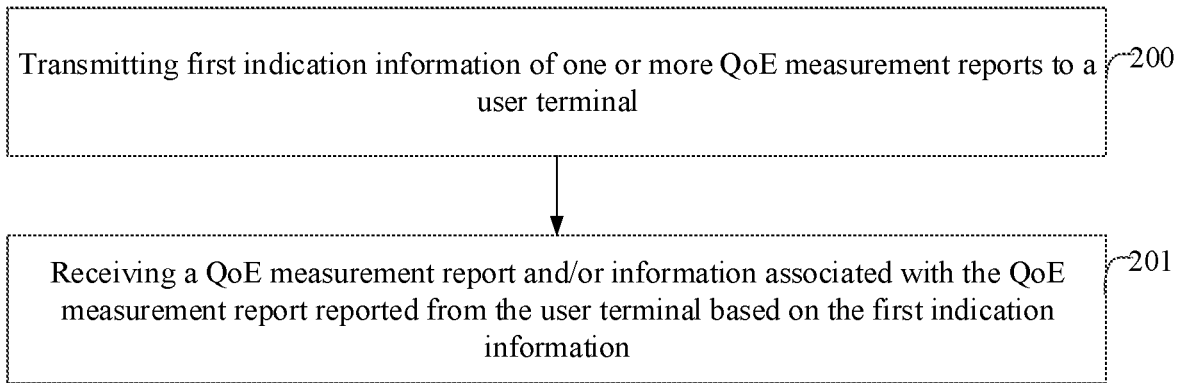 Transmitting first indication information of one or more QoE measurement reports to a
user terminal
200
Receiving a QoE measurement report and/or information associated with the QoE
measurement report reported from the user terminal based on the first indication
information
201